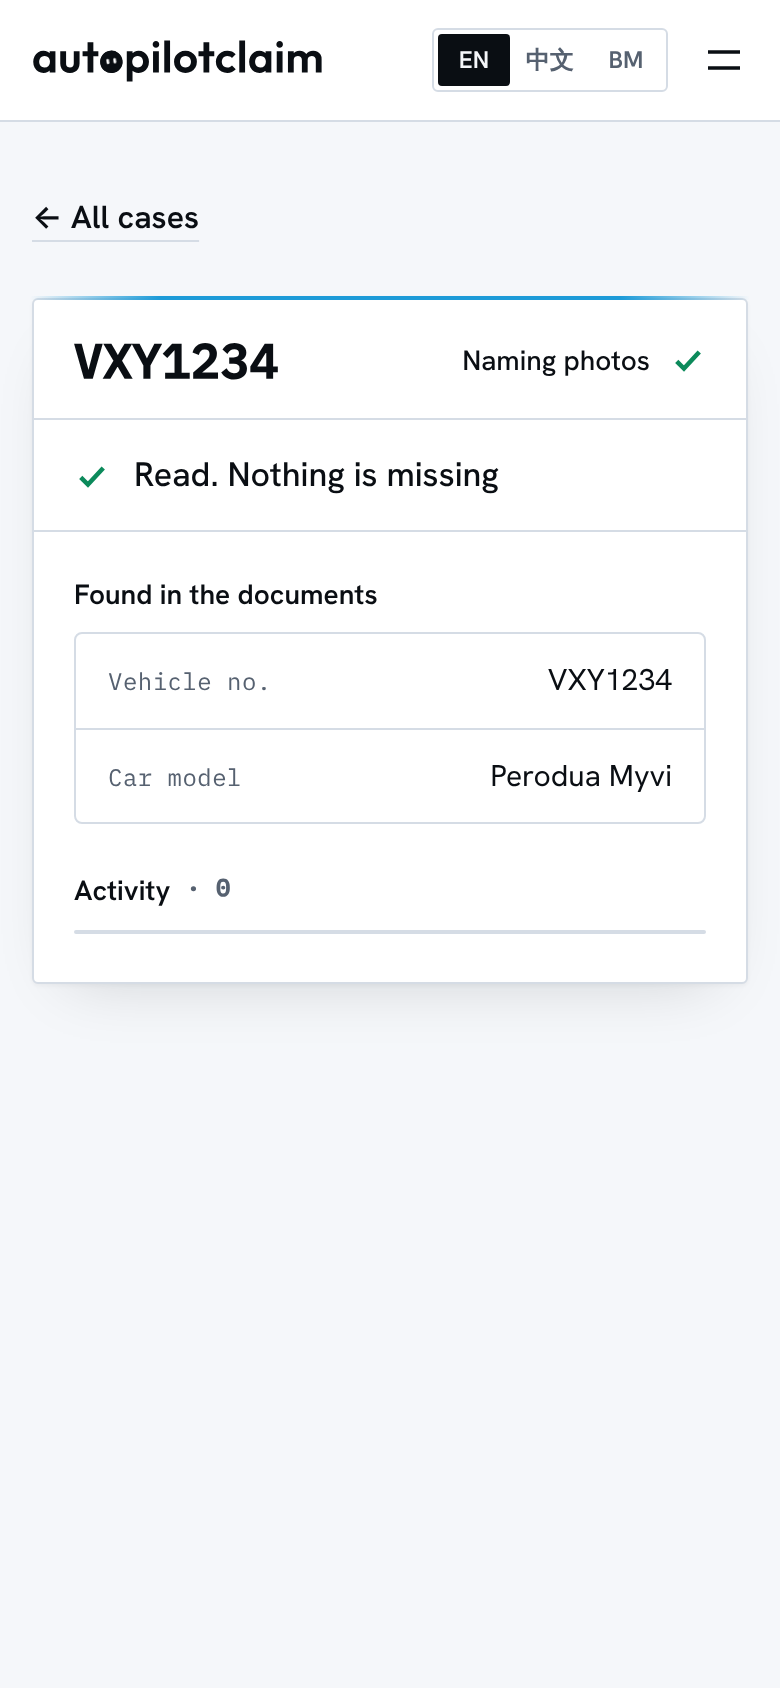 autopilotclaim
EN 中文 BM
← All cases
VXY1234
Naming photos ✓
✓ Read. Nothing is missing
Found in the documents
Vehicle no. VXY1234
Car model Perodua Myvi
Activity · 0